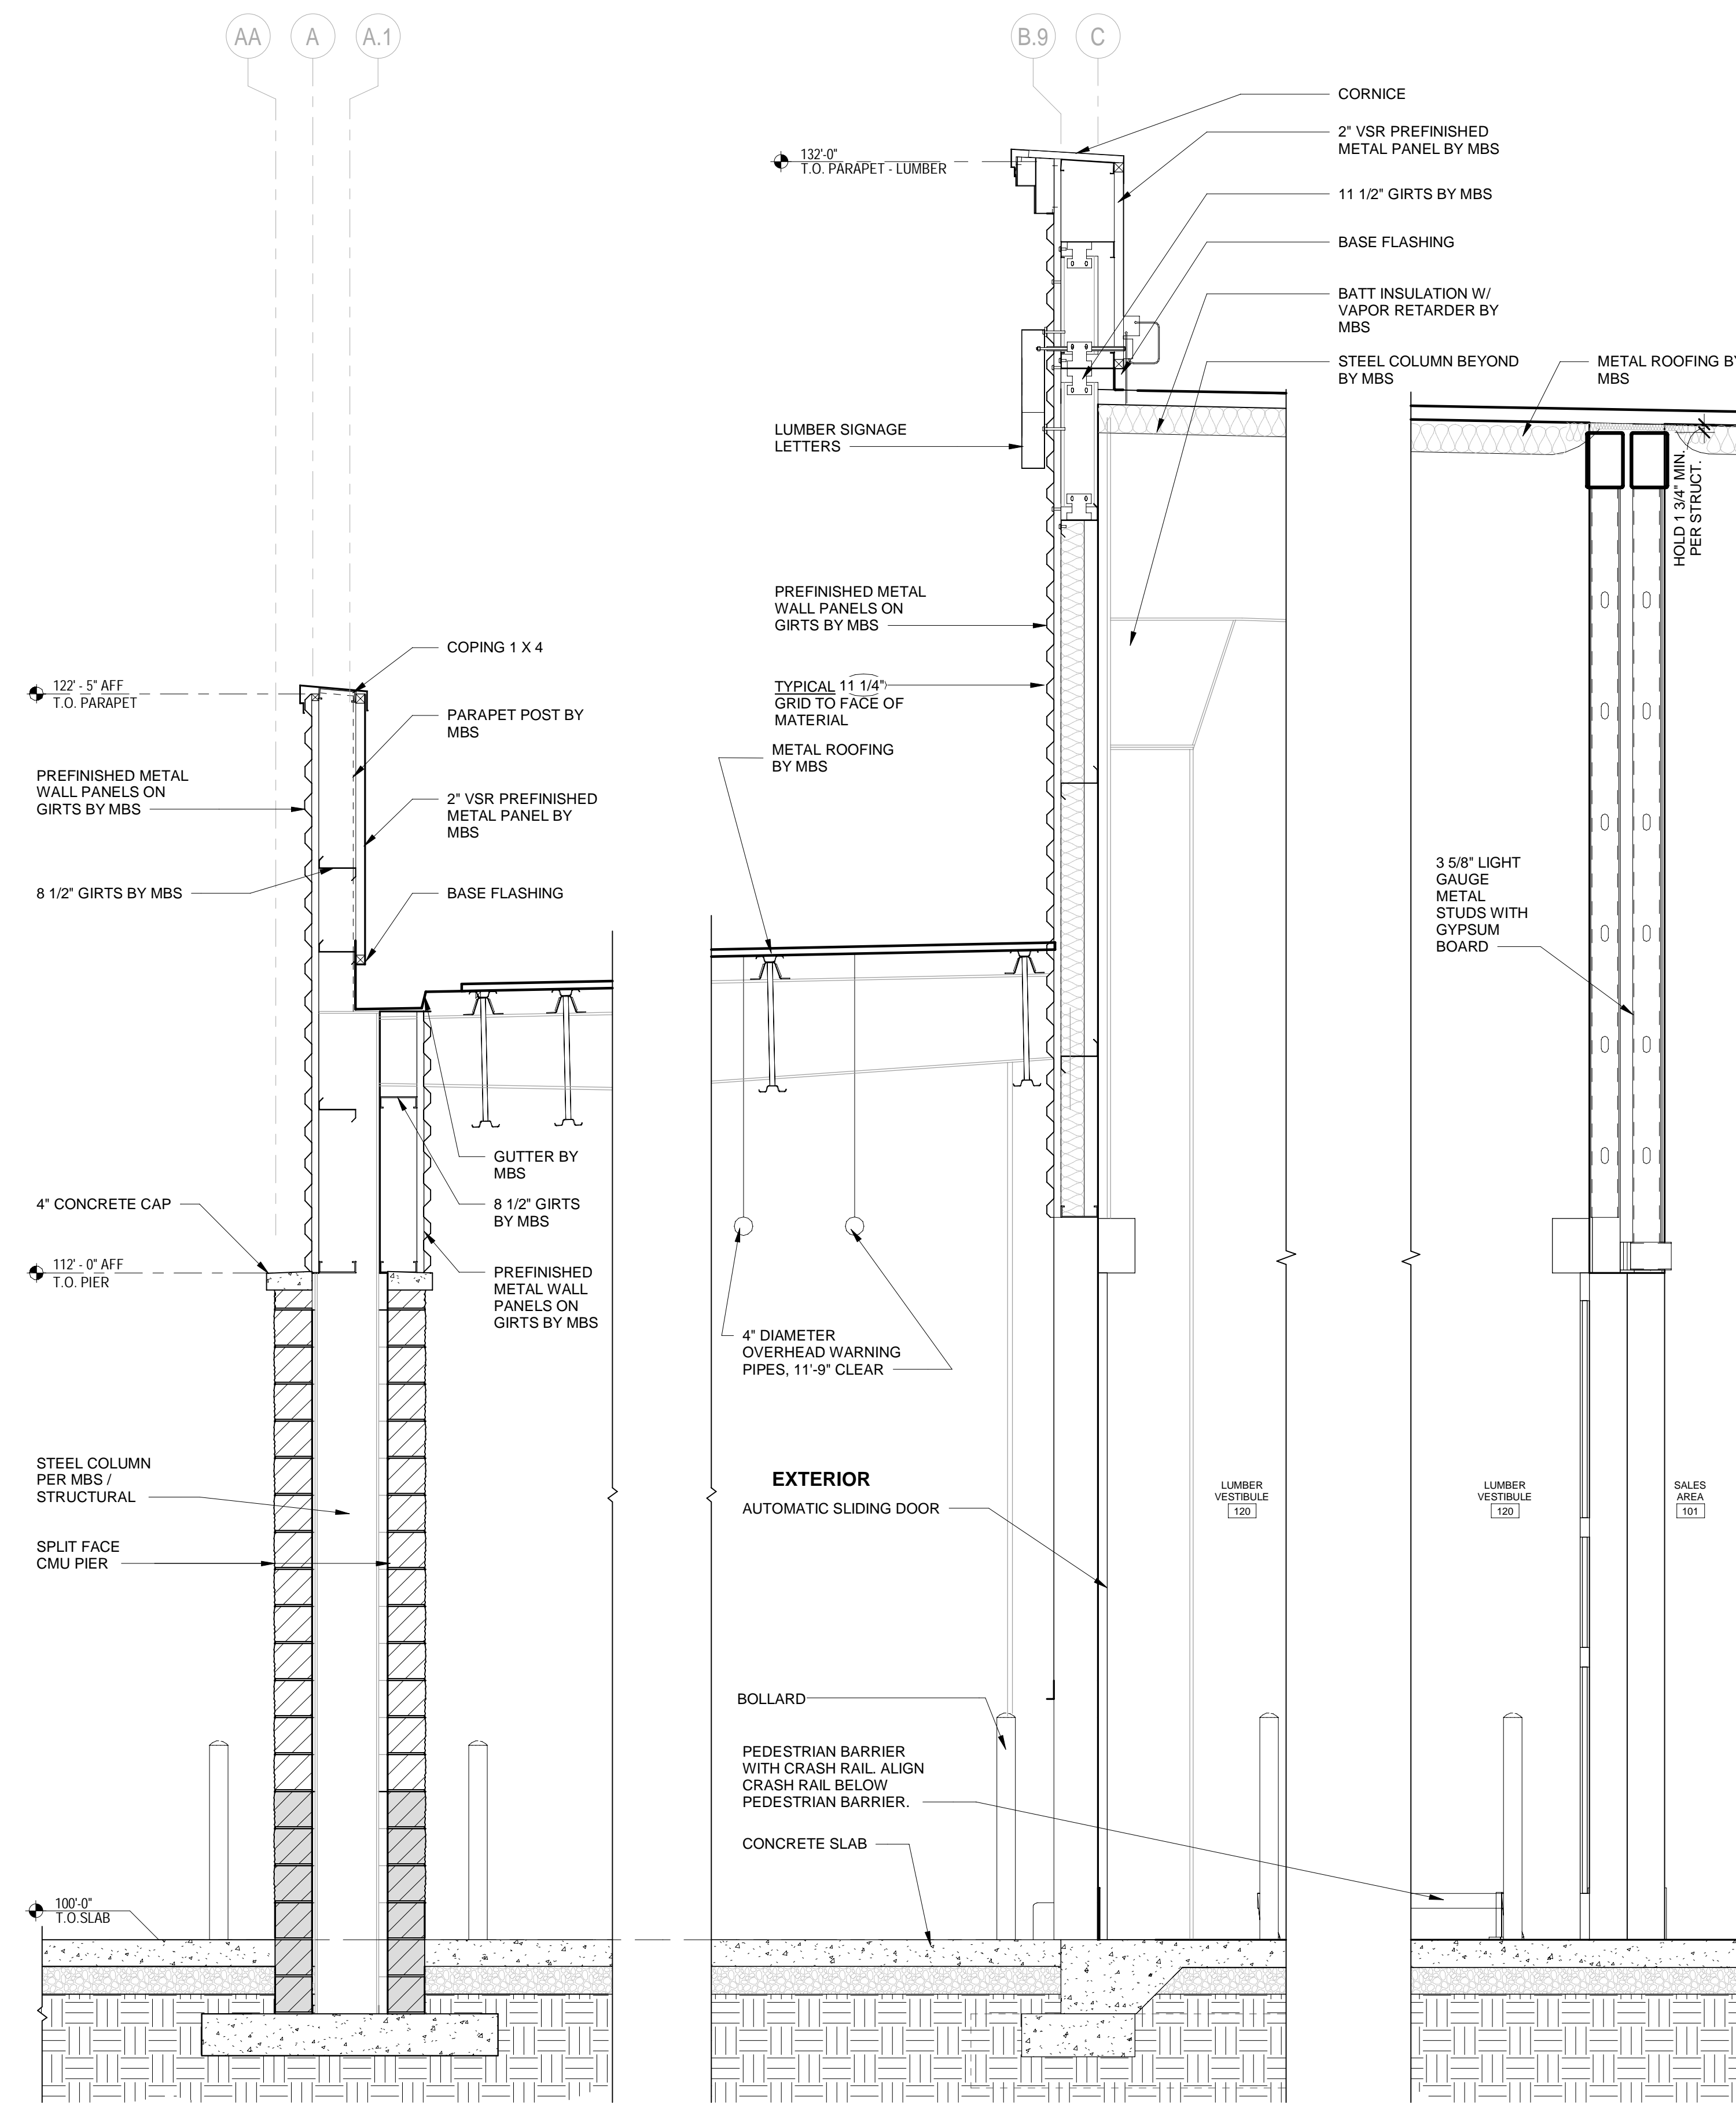 AA
A
A.1
B.9
C
CORNICE
2" VSR PREFINISHED
METAL PANEL BY MBS
132'-0"
T.O. PARAPET - LUMBER
11 1/2" GIRTS BY MBS
BASE FLASHING
BATT INSULATION W/
VAPOR RETARDER BY
MBS
STEEL COLUMN BEYOND
BY MBS
METAL ROOFING BY
MBS
LUMBER SIGNAGE
LETTERS
HOLD 1 3/4" MIN.
PER STRUCT.
PREFINISHED METAL
WALL PANELS ON
GIRTS BY MBS
TYPICAL 11 1/4"
GRID TO FACE OF
MATERIAL
METAL ROOFING
BY MBS
COPING 1 X 4
122' - 5" AFF
T.O. PARAPET
PARAPET POST BY
MBS
PREFINISHED METAL
WALL PANELS ON
GIRTS BY MBS
2" VSR PREFINISHED
METAL PANEL BY
MBS
8 1/2" GIRTS BY MBS
BASE FLASHING
3 5/8" LIGHT
GAUGE
METAL
STUDS WITH
GYPSUM
BOARD
GUTTER BY
MBS
4" CONCRETE CAP
8 1/2" GIRTS
BY MBS
112' - 0" AFF
T.O. PIER
PREFINISHED
METAL WALL
PANELS ON
GIRTS BY MBS
4" DIAMETER
OVERHEAD WARNING
PIPES, 11'-9" CLEAR
STEEL COLUMN
PER MBS /
STRUCTURAL
SPLIT FACE
CMU PIER
EXTERIOR
AUTOMATIC SLIDING DOOR
LUMBER
VESTIBULE
120
LUMBER
VESTIBULE
120
SALES
AREA
101
BOLLARD
PEDESTRIAN BARRIER
WITH CRASH RAIL. ALIGN
CRASH RAIL BELOW
PEDESTRIAN BARRIER.
CONCRETE SLAB
100'-0"
T.O.SLAB